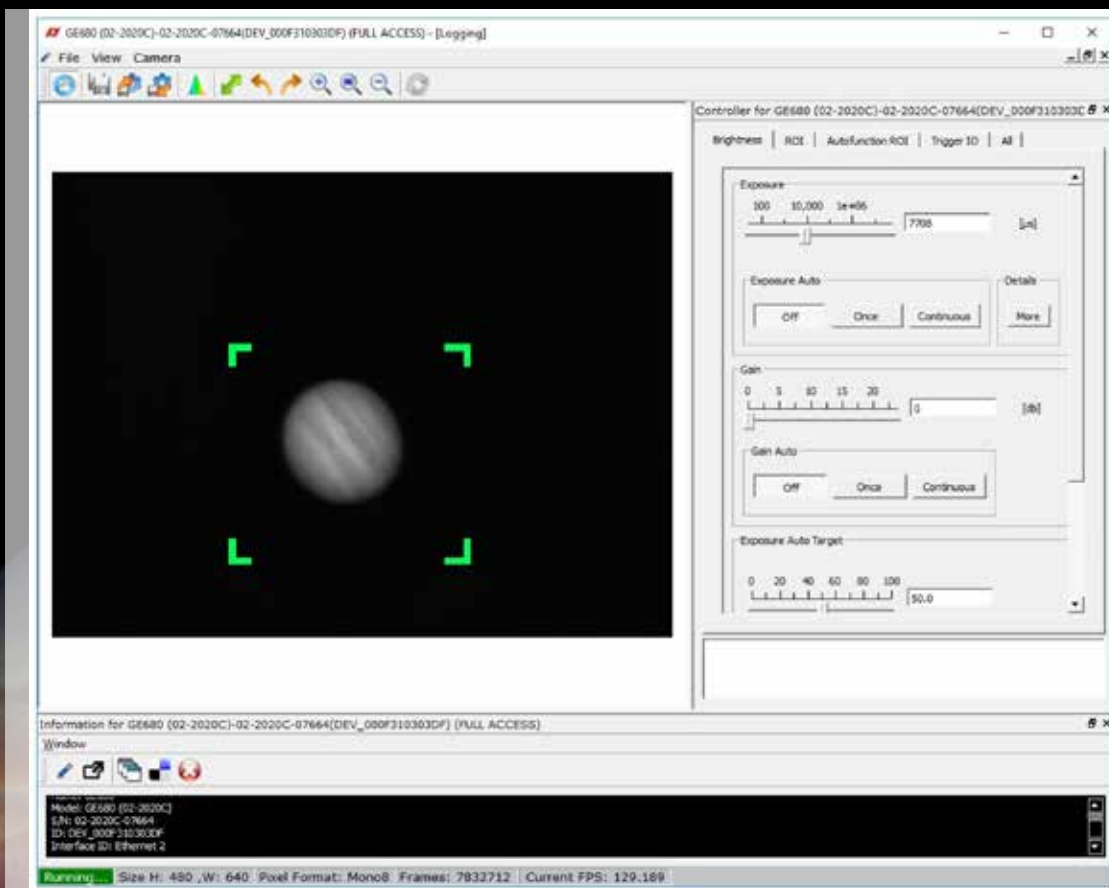 GE680 (02-2020C)-02-2020C-07664(DEV_000F310303DF) (FULL ACCESS) - [Logging]
File View Camera
Controller for GE680 (02-2020C)-02-2020C-07664(DEV_000F310303D
Brightness ROI Autofunction ROI Trigger IO All
Exposure
100 10,000 1e+06
7708 [us]
Exposure Auto Details
Off Once Continuous More
Gain
0 5 10 15 20
0 [db]
Gain Auto
Off Once Continuous
Exposure Auto Target
0 20 40 60 80 100
50.0
Information for GE680 (02-2020C)-02-2020C-07664(DEV_000F310303DF) (FULL ACCESS)
Window
Model: GE680 (02-2020C)
S/N: 02-2020C-07664
ID: DEV_000F310303DF
Interface ID: Ethernet 2
Running... Size H: 480 ,W: 640 Pixel Format: Mono8 Frames: 7832712 Current FPS: 129.189